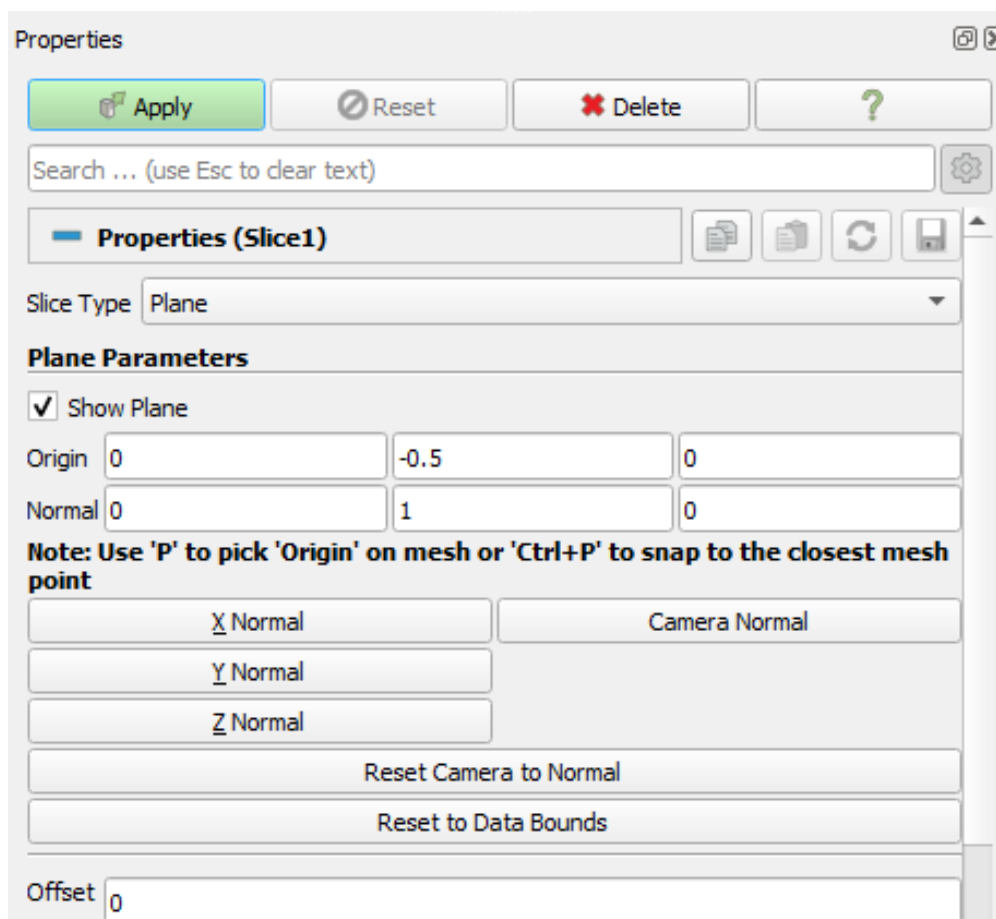 Properties
Apply Reset Delete ?
Search ... (use Esc to clear text)
Properties (Slice1)
Slice Type Plane
Plane Parameters
Show Plane
Origin 0 -0.5 0
Normal 0 1 0
Note: Use 'P' to pick 'Origin' on mesh or 'Ctrl+P' to snap to the closest mesh
point
X Normal Camera Normal
Y Normal
Z Normal
Reset Camera to Normal
Reset to Data Bounds
Offset 0